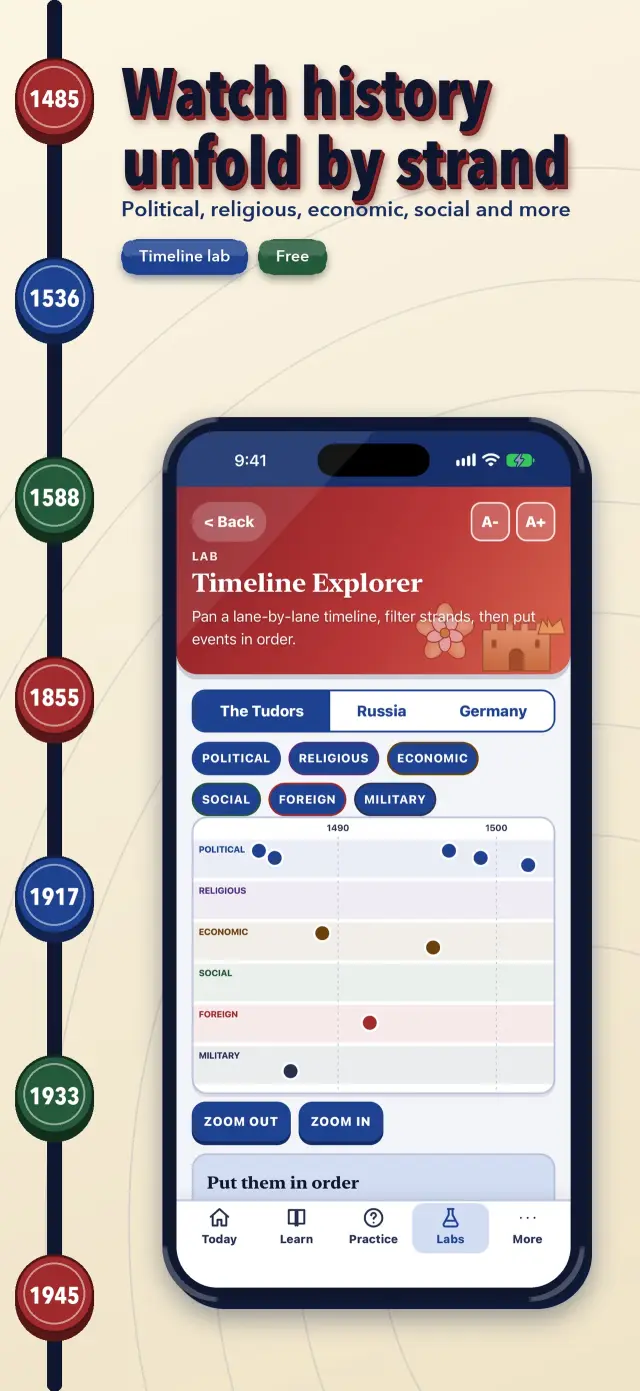 Watch history
unfold by strand
Political, religious, economic, social and more
Timeline lab
Free
1485
1536
1588
1855
1917
1933
1945
9:41
< Back
A-
A+
LAB
Timeline Explorer
Pan a lane-by-lane timeline, filter strands, then put
events in order.
The Tudors
Russia
Germany
POLITICAL
RELIGIOUS
ECONOMIC
SOCIAL
FOREIGN
MILITARY
1490
1500
POLITICAL
RELIGIOUS
ECONOMIC
SOCIAL
FOREIGN
MILITARY
ZOOM OUT
ZOOM IN
Put them in order
Today
Learn
Practice
Labs
More